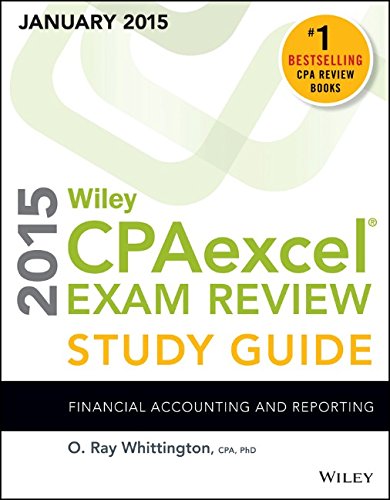 JANUARY 2015
#1
BESTSELLING
CPA REVIEW
BOOKS
2015
Wiley
CPAexcel®
EXAM REVIEW
STUDY GUIDE
FINANCIAL ACCOUNTING AND REPORTING
O. Ray Whittington, CPA, PhD
WILEY